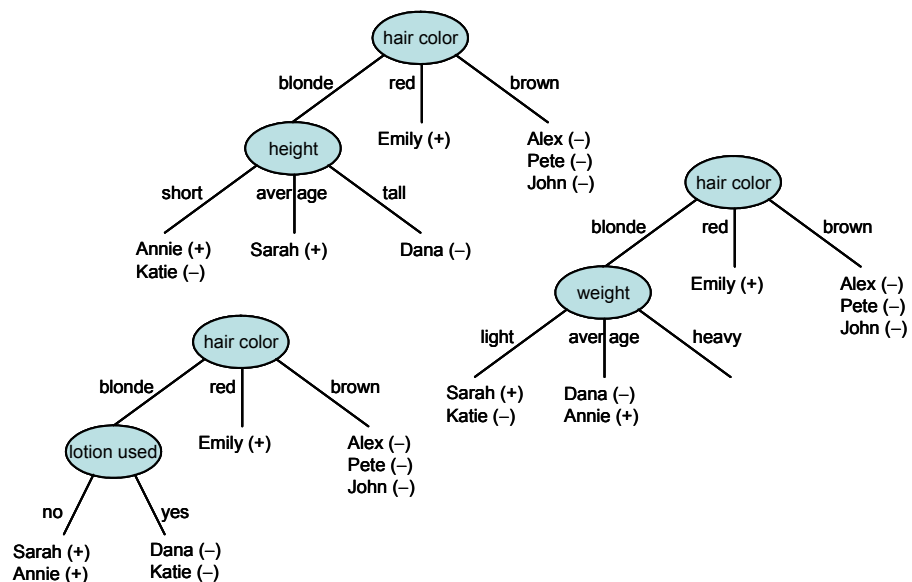 hair color
blonde red brown
Emily (+)
Alex (–)
Pete (–)
John (–)
height
short average tall
Annie (+)
Katie (–)
Sarah (+)
Dana (–)
hair color
blonde red brown
Emily (+)
Alex (–)
Pete (–)
John (–)
weight
light average heavy
Sarah (+)
Katie (–)
Dana (–)
Annie (+)
hair color
blonde red brown
Emily (+)
Alex (–)
Pete (–)
John (–)
lotion used
no yes
Sarah (+)
Annie (+)
Dana (–)
Katie (–)